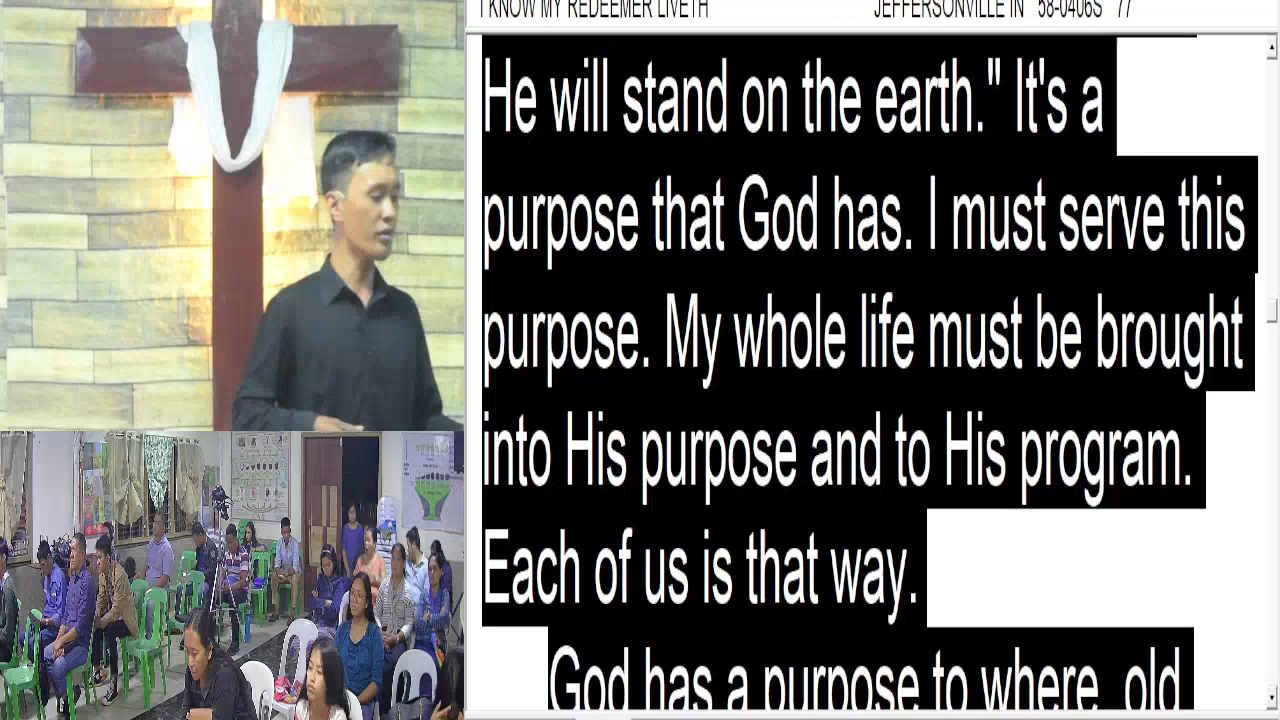 I KNOW MY REDEEMER LIVETH JEFFERSONVILLE IN 58-0406S 77
He will stand on the earth." It's a
purpose that God has. I must serve this
purpose. My whole life must be brought
into His purpose and to His program.
Each of us is that way.
God has a purpose to where, old